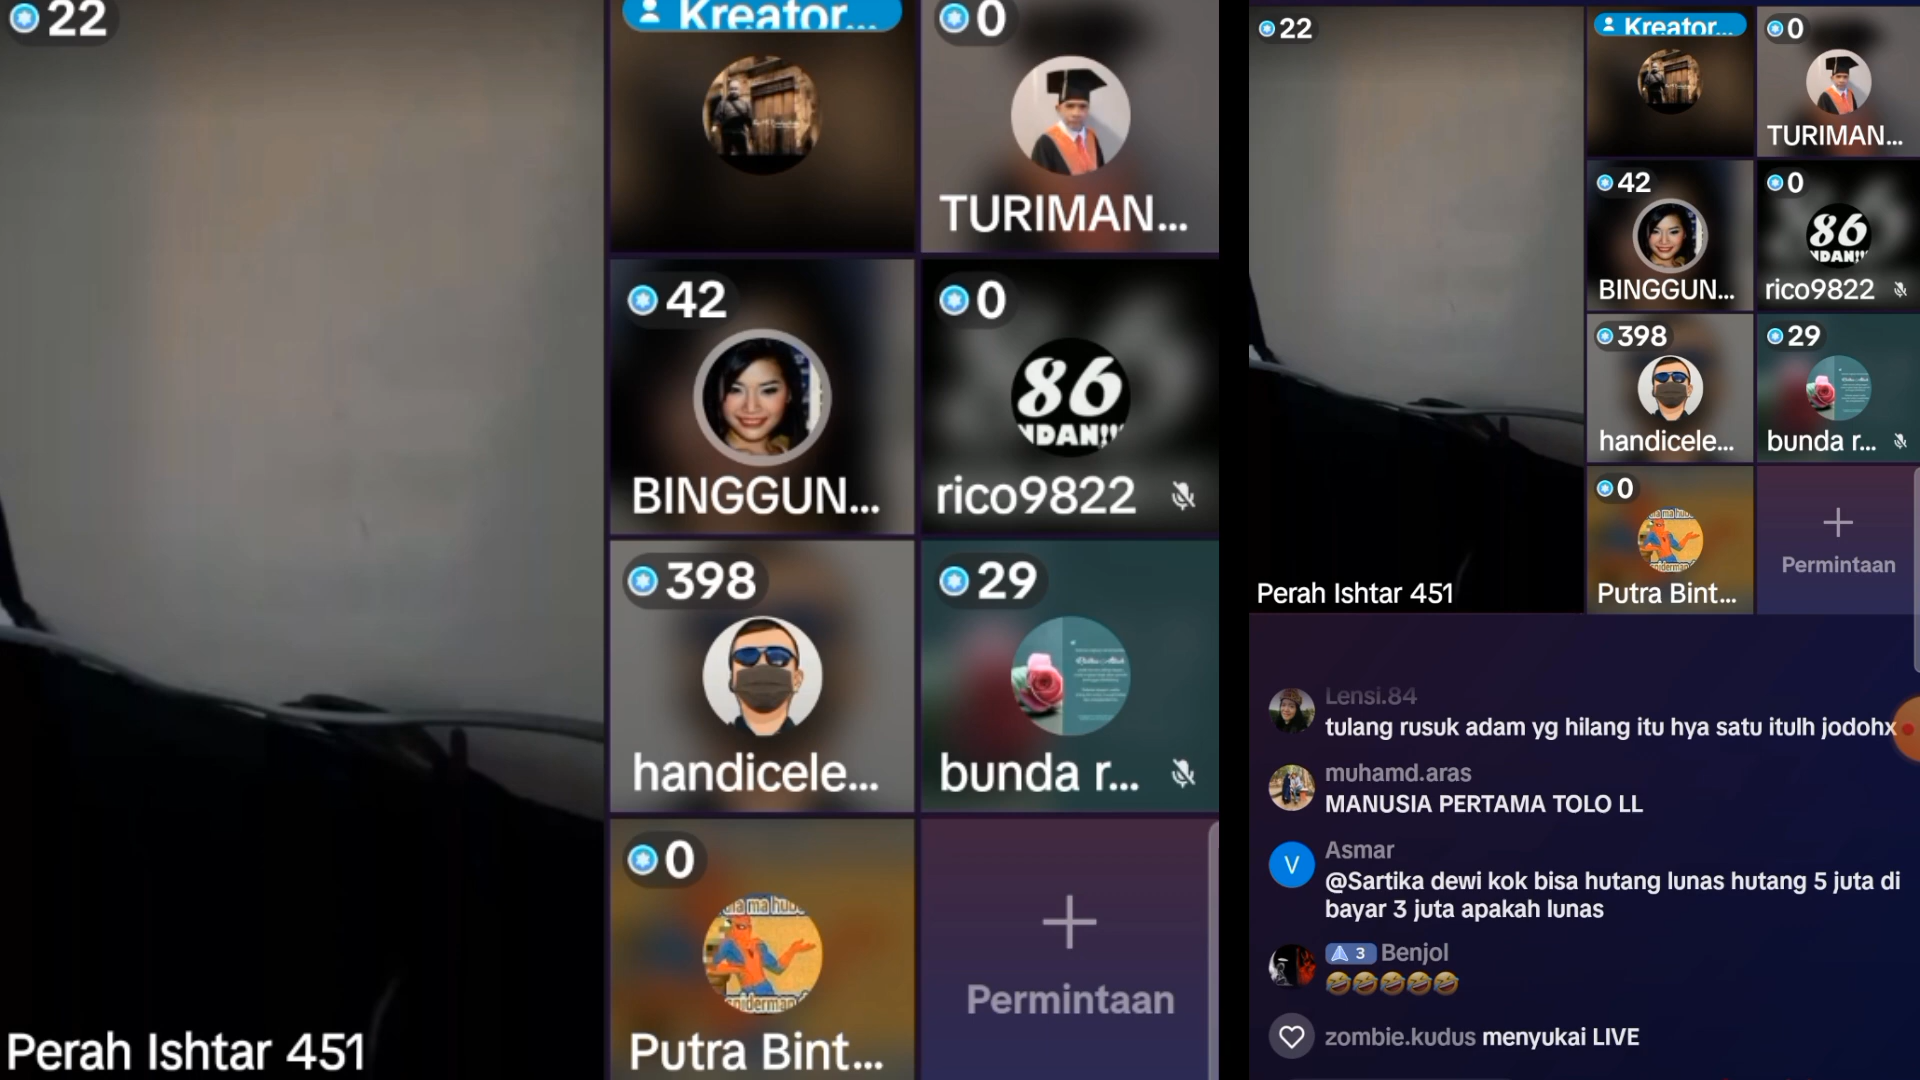 22
Kreator...
0
TURIMAN...
42
BINGGUN...
0
rico9822
86
NDAN!!!
398
handicele...
29
bunda r...
0
spiderman
Putra Bint...
Permintaan
Perah Ishtar 451
22
Kreator...
0
TURIMAN...
42
BINGGUN...
0
rico9822
86
NDAN!!!
398
handicele...
29
bunda r...
0
Putra Bint...
Permintaan
Perah Ishtar 451
Lensi.84
tulang rusuk adam yg hilang itu hya satu itulh jodohx
muhamd.aras
MANUSIA PERTAMA TOLO LL
V
Asmar
@Sartika dewi kok bisa hutang lunas hutang 5 juta di
bayar 3 juta apakah lunas
3 Benjol
🤣🤣🤣🤣🤣
zombie.kudus menyukai LIVE